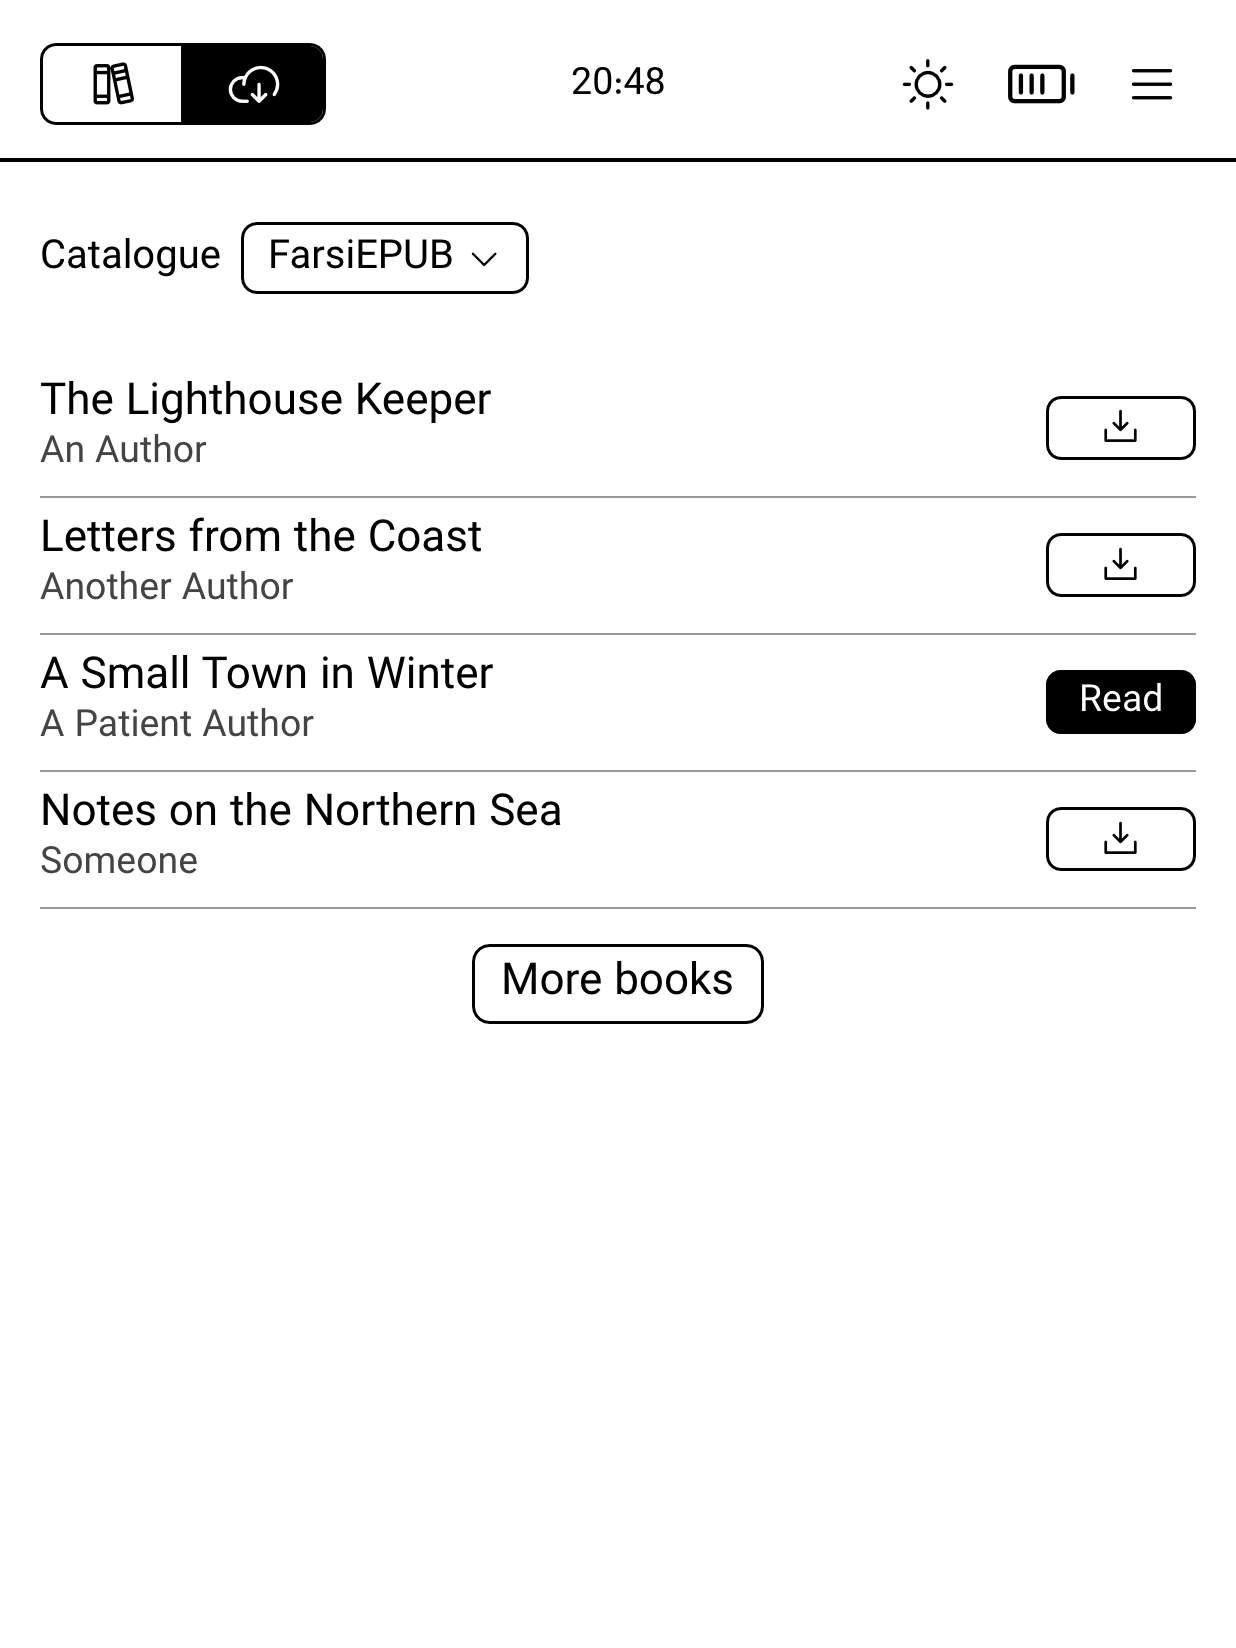 20:48
Catalogue FarsiEPUB
The Lighthouse Keeper
An Author
Letters from the Coast
Another Author
A Small Town in Winter
A Patient Author
Read
Notes on the Northern Sea
Someone
More books